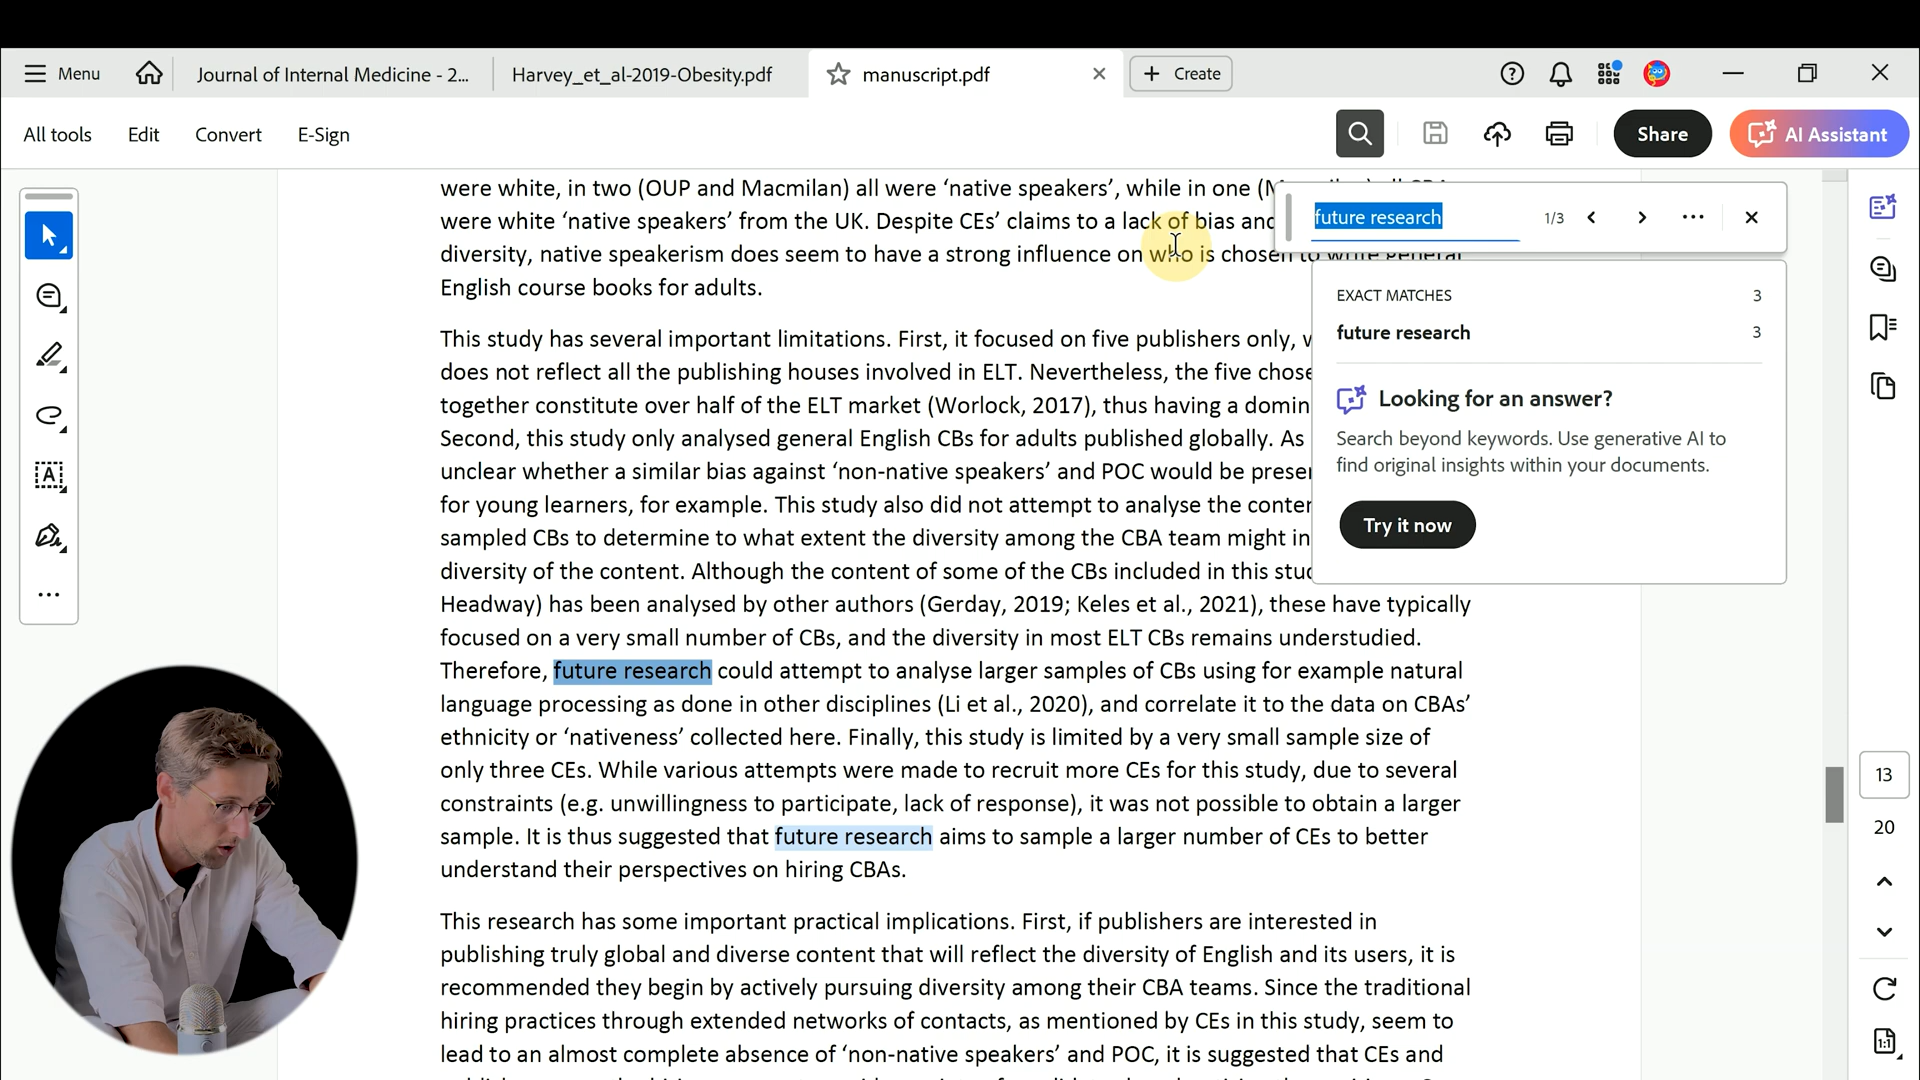 Menu
Journal of Internal Medicine - 2...
Harvey_et_al-2019-Obesity.pdf
manuscript.pdf
Create
All tools
Edit
Convert
E-Sign
Share
AI Assistant
were white, in two (OUP and Macmilan) all were ‘native speakers’, while in one
were white ‘native speakers’ from the UK. Despite CEs’ claims to a lack of bias and
diversity, native speakerism does seem to have a strong influence on who is chosen to write general
English course books for adults.
future research
1/3
EXACT MATCHES 3
future research 3
Looking for an answer?
Search beyond keywords. Use generative AI to
find original insights within your documents.
Try it now
This study has several important limitations. First, it focused on five publishers only,
does not reflect all the publishing houses involved in ELT. Nevertheless, the five chose
together constitute over half of the ELT market (Worlock, 2017), thus having a domin
Second, this study only analysed general English CBs for adults published globally. As
unclear whether a similar bias against ‘non-native speakers’ and POC would be presen
for young learners, for example. This study also did not attempt to analyse the conten
sampled CBs to determine to what extent the diversity among the CBA team might in
diversity of the content. Although the content of some of the CBs included in this stud
Headway) has been analysed by other authors (Gerday, 2019; Keles et al., 2021), these have typically
focused on a very small number of CBs, and the diversity in most ELT CBs remains understudied.
Therefore, future research could attempt to analyse larger samples of CBs using for example natural
language processing as done in other disciplines (Li et al., 2020), and correlate it to the data on CBAs’
ethnicity or ‘nativeness’ collected here. Finally, this study is limited by a very small sample size of
only three CEs. While various attempts were made to recruit more CEs for this study, due to several
constraints (e.g. unwillingness to participate, lack of response), it was not possible to obtain a larger
sample. It is thus suggested that future research aims to sample a larger number of CEs to better
understand their perspectives on hiring CBAs.
This research has some important practical implications. First, if publishers are interested in
publishing truly global and diverse content that will reflect the diversity of English and its users, it is
recommended they begin by actively pursuing diversity among their CBA teams. Since the traditional
hiring practices through extended networks of contacts, as mentioned by CEs in this study, seem to
lead to an almost complete absence of ‘non-native speakers’ and POC, it is suggested that CEs and
13
20
1:1